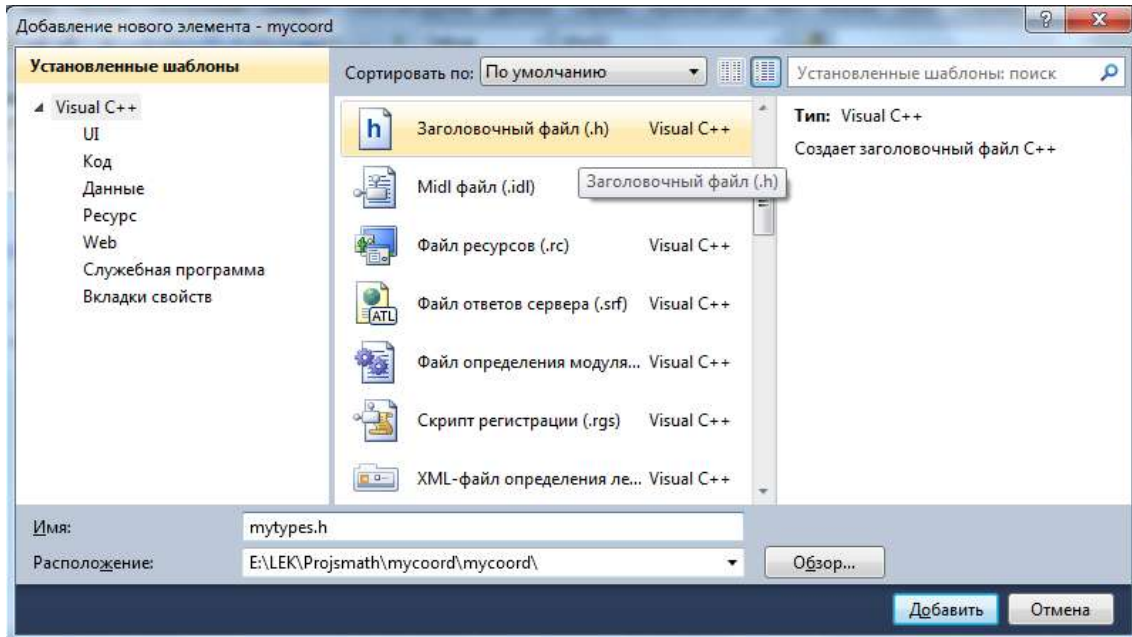 Добавление нового элемента - mycoord
Установленные шаблоны
Visual C++
UI
Код
Данные
Ресурс
Web
Служебная программа
Вкладки свойств
Сортировать по: По умолчанию
Установленные шаблоны: поиск
h Заголовочный файл (.h) Visual C++
Midl файл (.idl)
Заголовочный файл (.h)
Файл ресурсов (.rc) Visual C++
ATL Файл ответов сервера (.srf) Visual C++
Файл определения модуля... Visual C++
Скрипт регистрации (.rgs) Visual C++
XML-файл определения ле... Visual C++
Тип: Visual C++
Создает заголовочный файл C++
Имя: mytypes.h
Расположение: E:\LEK\Projsmath\mycoord\mycoord\
Обзор...
Добавить Отмена